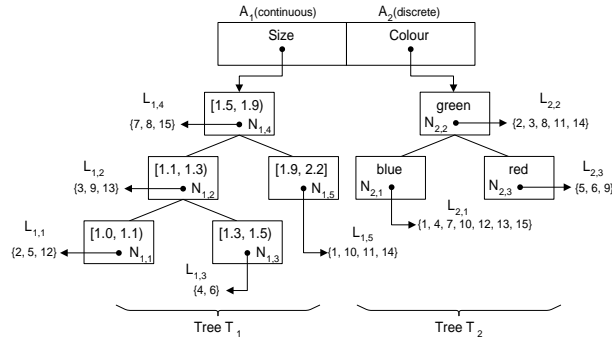 A1(continuous) A2(discrete)
Size Colour
L1,4 [1.5, 1.9) green L2,2
{7, 8, 15} N1,4 N2,2 {2, 3, 8, 11, 14}
L1,2 [1.1, 1.3) [1.9, 2.2] blue red L2,3
{3, 9, 13} N1,2 N1,5 N2,1 N2,3 {5, 6, 9}
L1,1 [1.0, 1.1) [1.3, 1.5) L2,1
{1, 4, 7, 10, 12, 13, 15}
{2, 5, 12} N1,1 N1,3 L1,5
{1, 10, 11, 14}
L1,3
{4, 6}
Tree T1 Tree T2